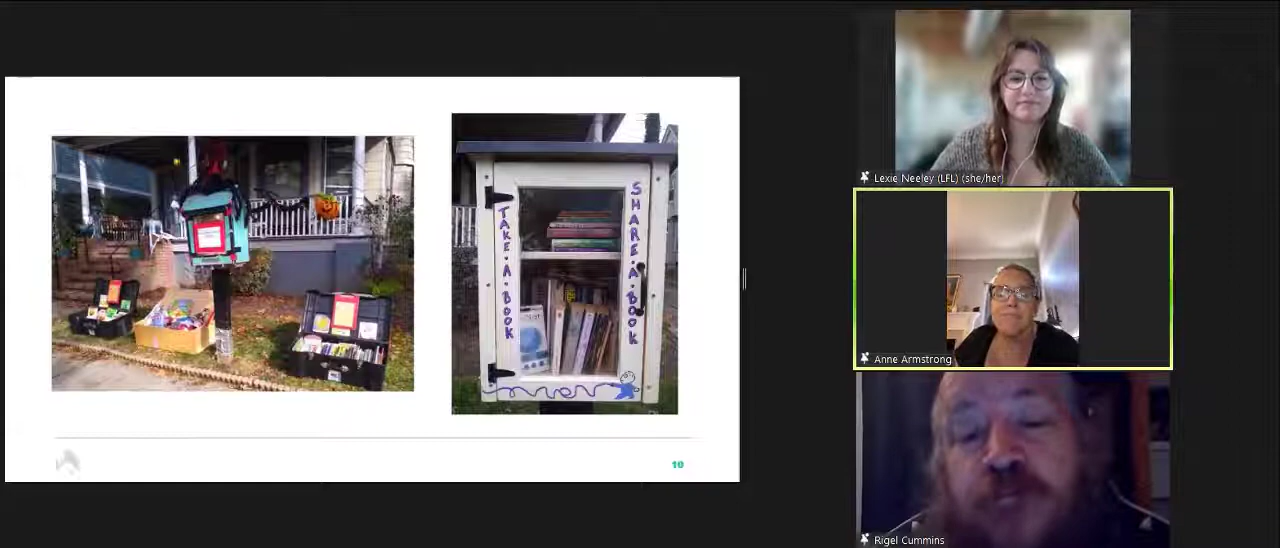 TAKE·A·BOOK
SHARE·A·BOOK
10
Lexie Neeley (LFL) (she/her)
Anne Armstrong
Rigel Cummins